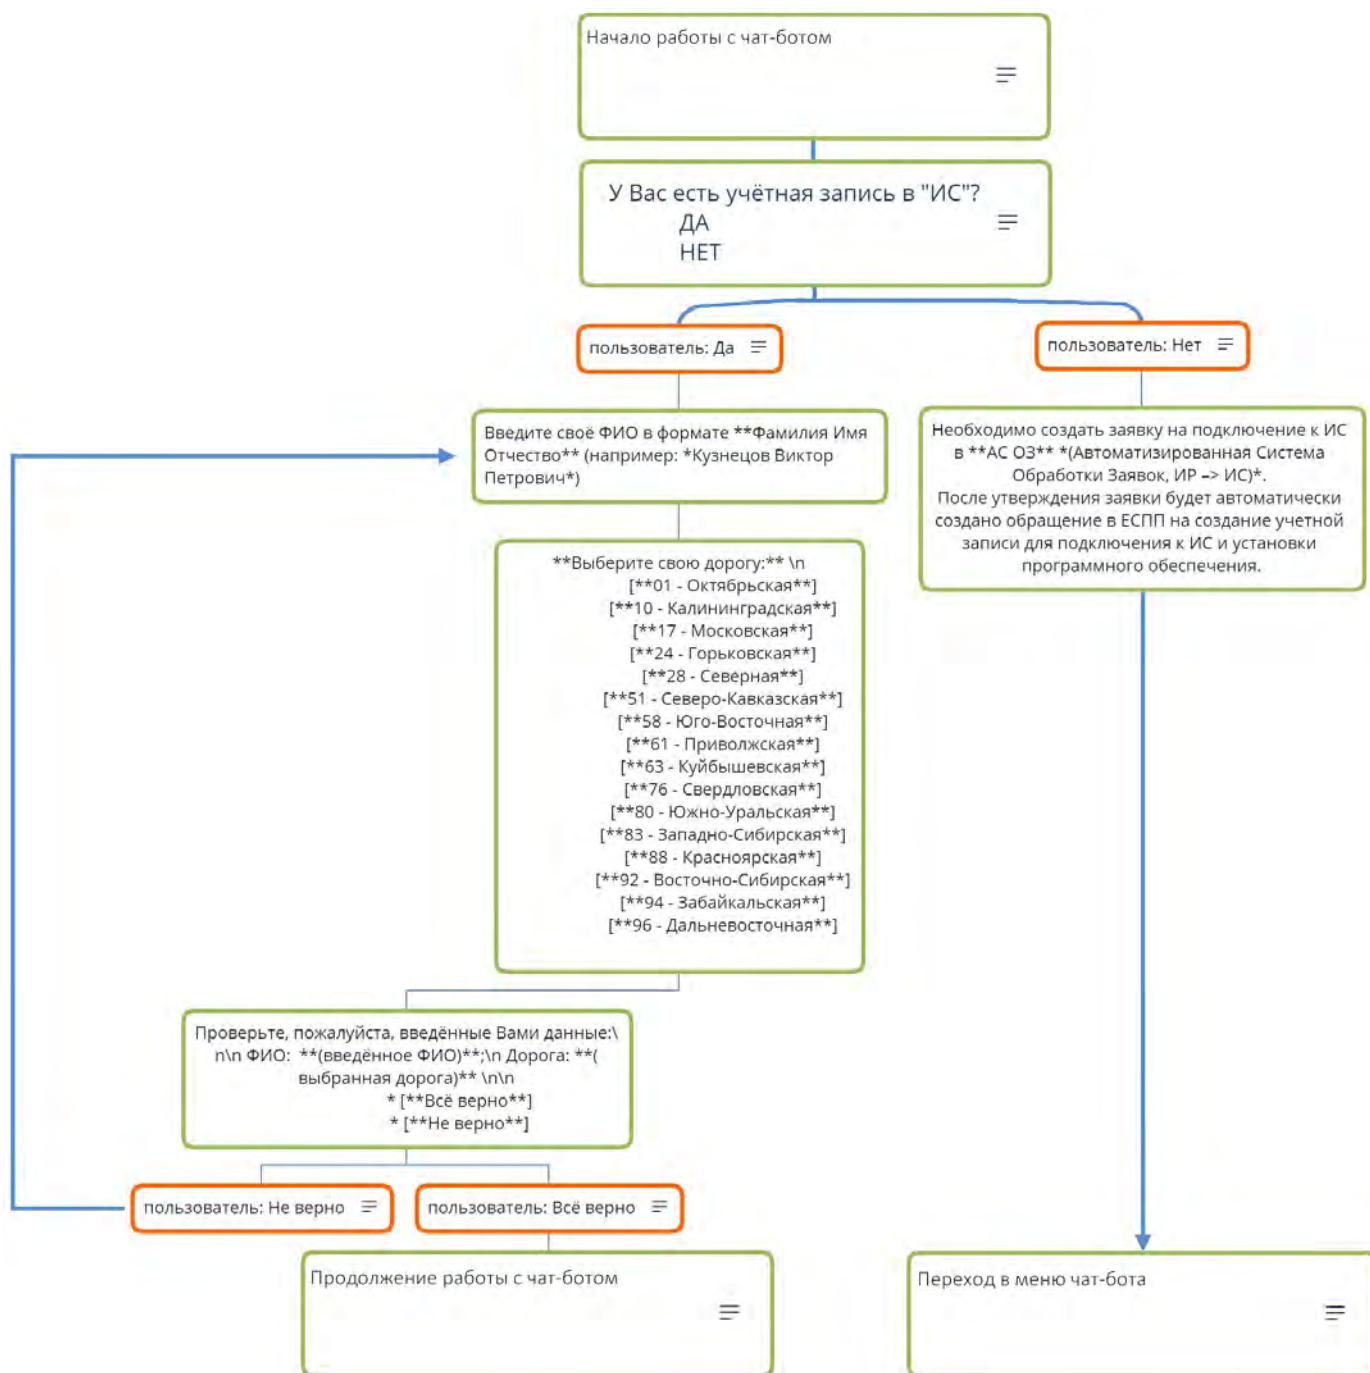 Начало работы с чат-ботом
У Вас есть учётная запись в "ИС"?
ДА
НЕТ
пользователь: Да
пользователь: Нет
Введите своё ФИО в формате **Фамилия Имя
Отчество** (например: *Кузнецов Виктор
Петрович*)
Необходимо создать заявку на подключение к ИС
в **АС ОЗ** *(Автоматизированная Система
Обработки Заявок, ИР –> ИС)*.
После утверждения заявки будет автоматически
создано обращение в ЕСПП на создание учетной
записи для подключения к ИС и установки
программного обеспечения.
**Выберите свою дорогу:** \n
[**01 - Октябрьская**]
[**10 - Калининградская**]
[**17 - Московская**]
[**24 - Горьковская**]
[**28 - Северная**]
[**51 - Северо-Кавказская**]
[**58 - Юго-Восточная**]
[**61 - Приволжская**]
[**63 - Куйбышевская**]
[**76 - Свердловская**]
[**80 - Южно-Уральская**]
[**83 - Западно-Сибирская**]
[**88 - Красноярская**]
[**92 - Восточно-Сибирская**]
[**94 - Забайкальская**]
[**96 - Дальневосточная**]
Проверьте, пожалуйста, введённые Вами данные:\
n\n ФИО: **(введённое ФИО)**;\n Дорога: **(
выбранная дорога)** \n\n
* [**Всё верно**]
* [**Не верно**]
пользователь: Не верно
пользователь: Всё верно
Продолжение работы с чат-ботом
Переход в меню чат-бота